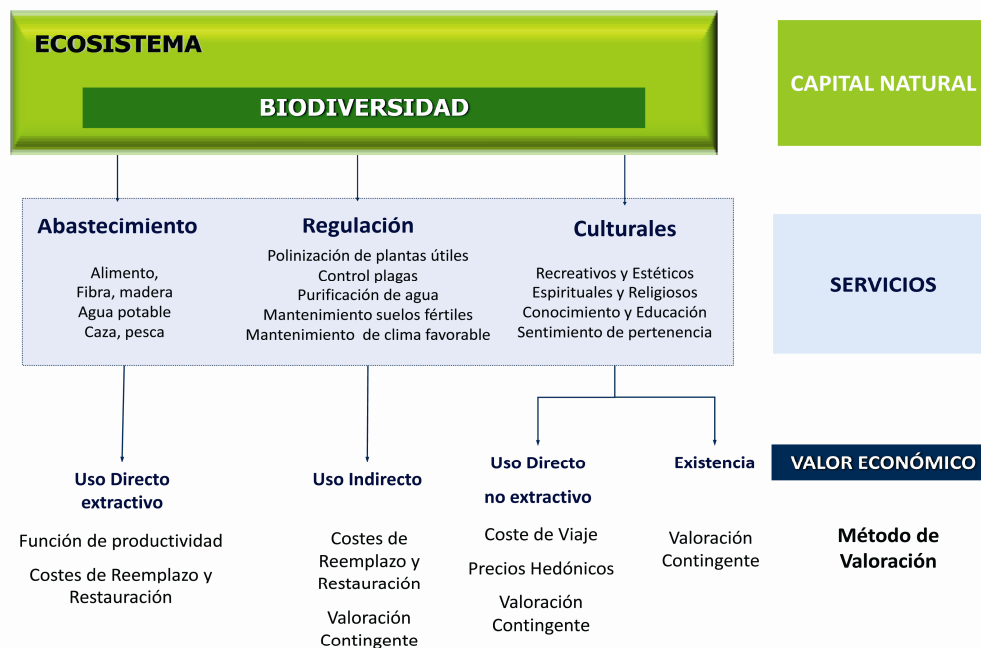 ECOSISTEMA
BIODIVERSIDAD
CAPITAL NATURAL
Abastecimiento
Alimento,
Fibra, madera
Agua potable
Caza, pesca
Regulación
Polinización de plantas útiles
Control plagas
Purificación de agua
Mantenimiento suelos fértiles
Mantenimiento de clima favorable
Culturales
Recreativos y Estéticos
Espirituales y Religiosos
Conocimiento y Educación
Sentimiento de pertenencia
SERVICIOS
Uso Directo
extractivo
Uso Indirecto
Uso Directo
no extractivo
Existencia
VALOR ECONÓMICO
Función de productividad
Costes de Reemplazo y
Restauración
Costes de
Reemplazo y
Restauración
Valoración
Contingente
Coste de Viaje
Precios Hedónicos
Valoración
Contingente
Valoración
Contingente
Método de
Valoración